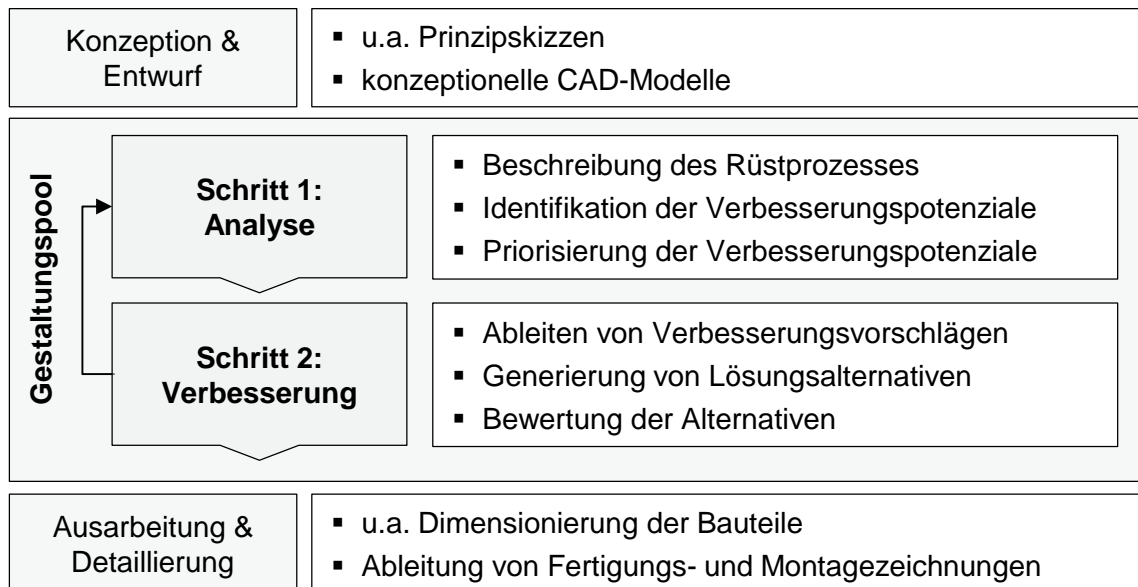 Konzeption &
Entwurf
▪ u.a. Prinzipskizzen
▪ konzeptionelle CAD-Modelle
Gestaltungspool
Schritt 1:
Analyse
▪ Beschreibung des Rüstprozesses
▪ Identifikation der Verbesserungspotenziale
▪ Priorisierung der Verbesserungspotenziale
Schritt 2:
Verbesserung
▪ Ableiten von Verbesserungsvorschlägen
▪ Generierung von Lösungsalternativen
▪ Bewertung der Alternativen
Ausarbeitung &
Detaillierung
▪ u.a. Dimensionierung der Bauteile
▪ Ableitung von Fertigungs- und Montagezeichnungen